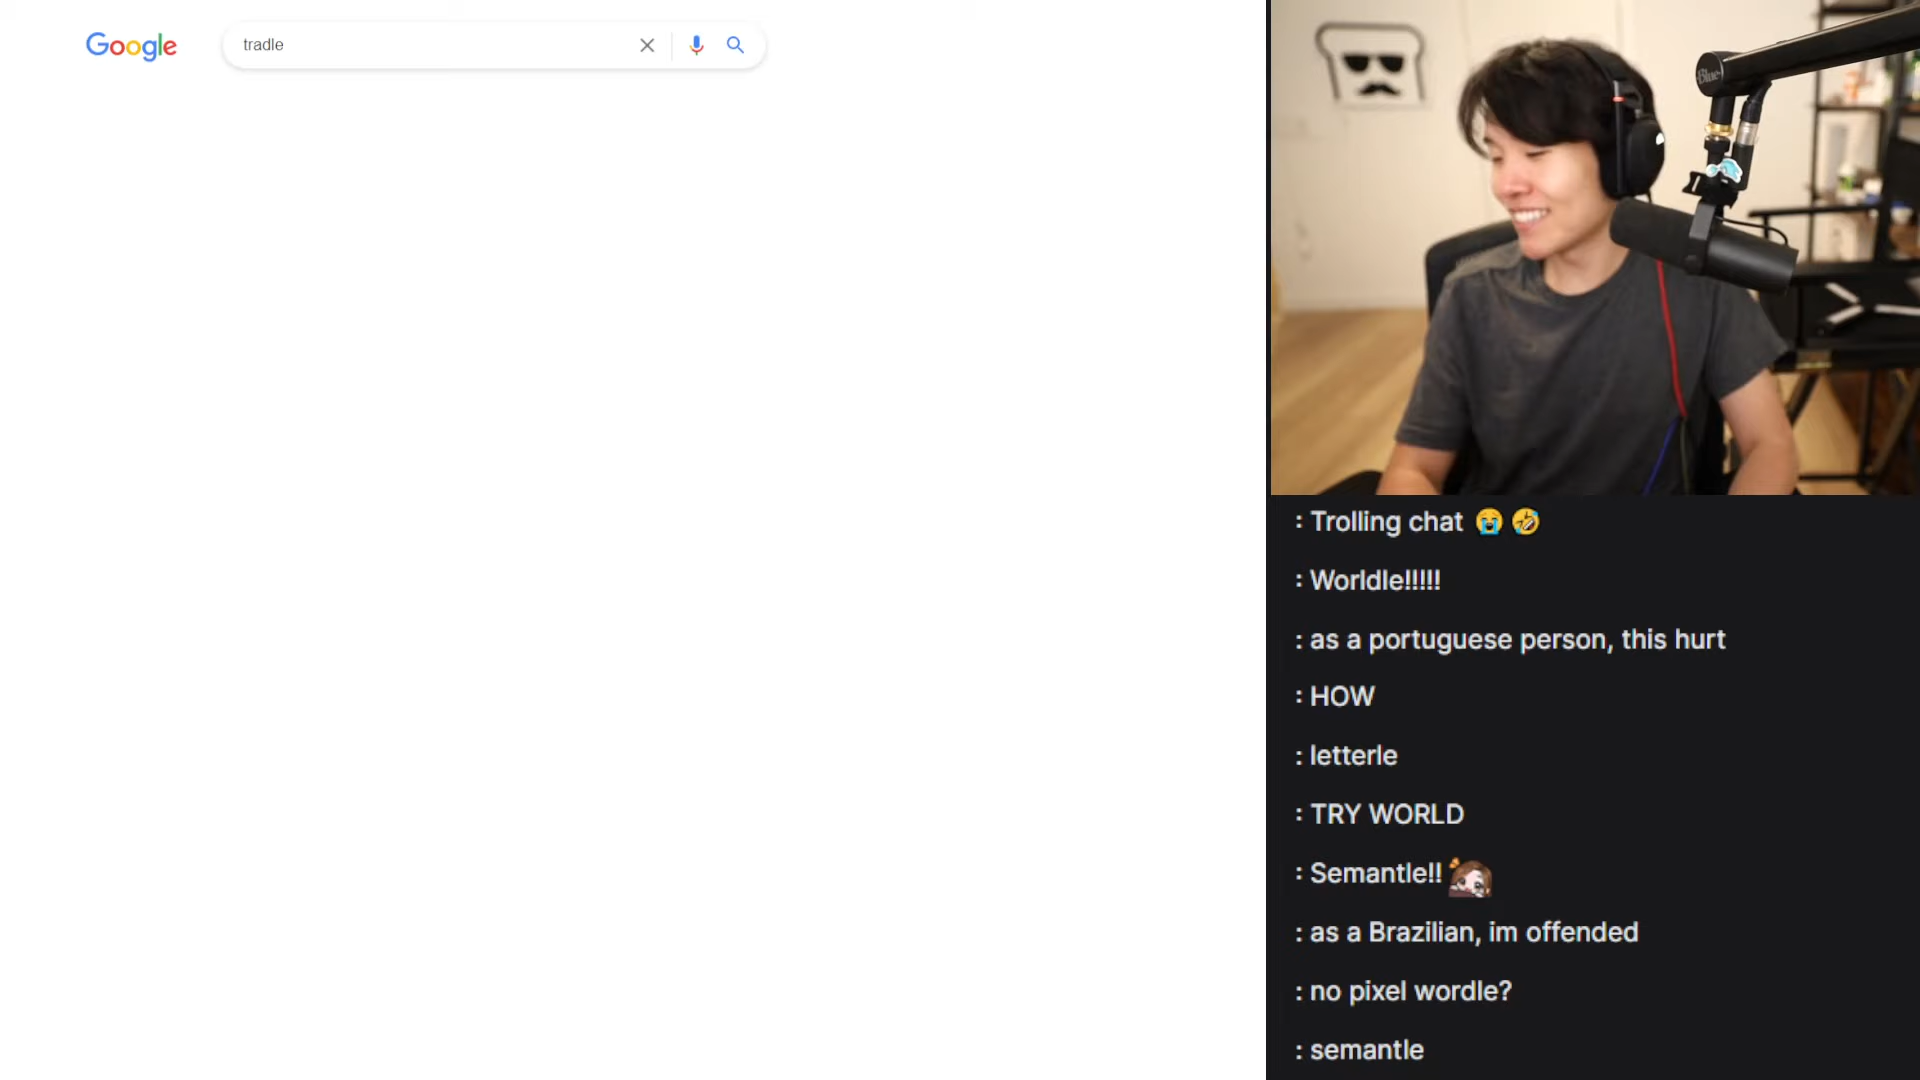 Google
tradle
Blue
: Trolling chat 😭 🤣
: Worldle!!!!!
: as a portuguese person, this hurt
: HOW
: letterle
: TRY WORLD
: Semantle!!
: as a Brazilian, im offended
: no pixel wordle?
: semantle